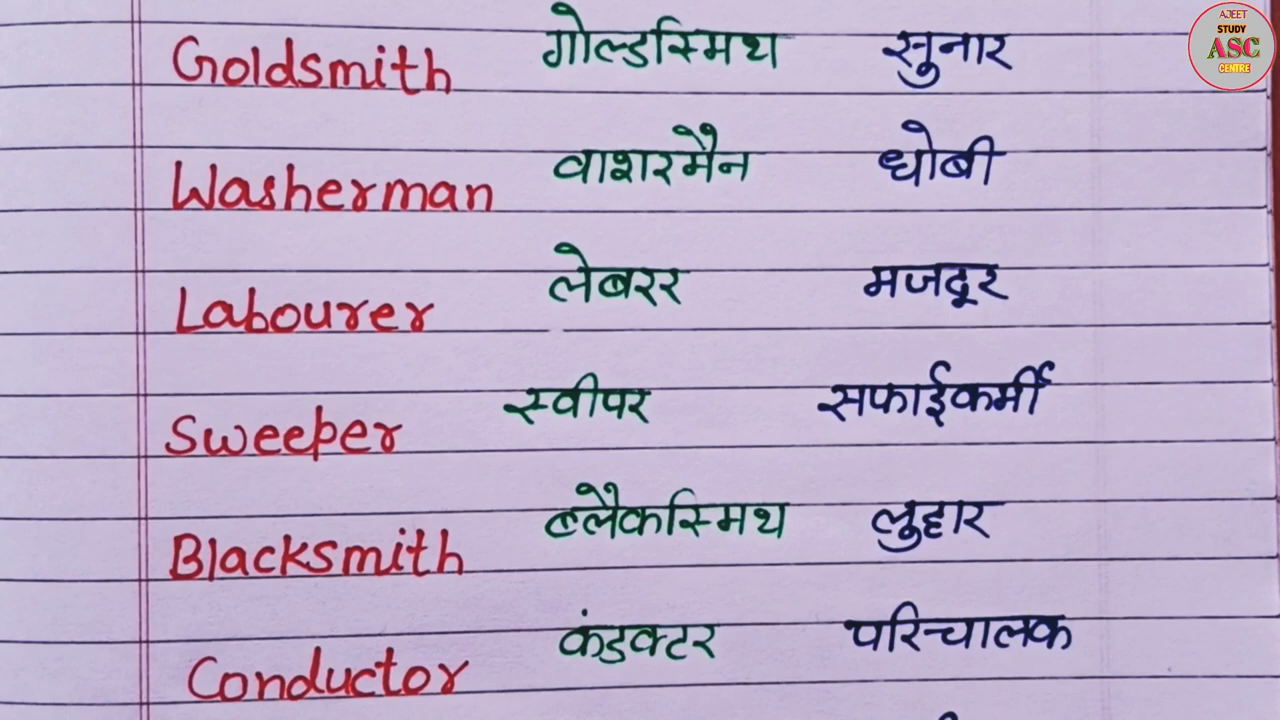 AJEET
STUDY
ASC
CENTRE
Goldsmith गोल्डस्मिथ सुनार
Washerman वाशरमैन धोबी
Labourer लेबरर मजदूर
Sweeper स्वीपर सफाईकर्मी
Blacksmith ब्लैकस्मिथ लुहार
Conductor कंडक्टर परिचालक